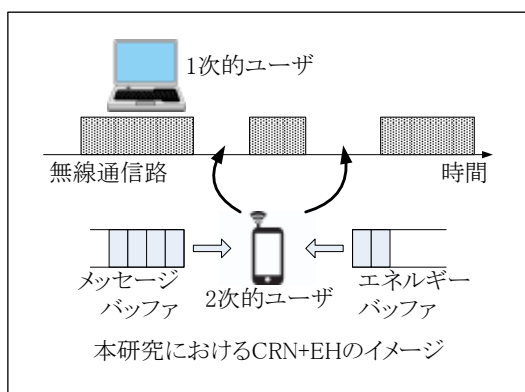 1次的ユーザ
無線通信路
時間
メッセージ
バッファ
2次的ユーザ
エネルギー
バッファ
本研究におけるCRN+EHのイメージ